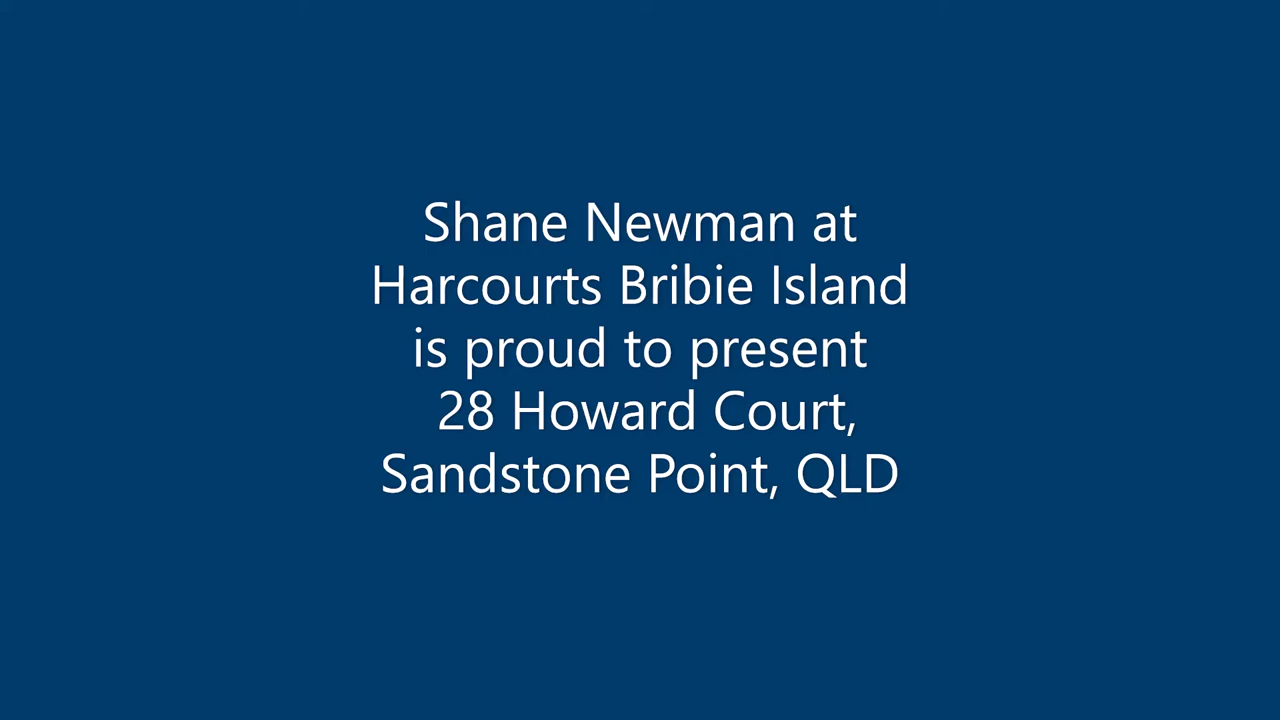 Shane Newman at
Harcourts Bribie Island
is proud to present
28 Howard Court,
Sandstone Point, QLD